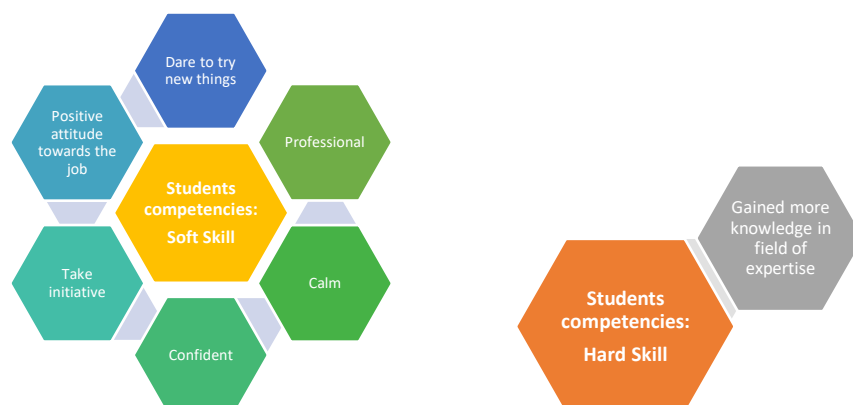 Dare to try
new things
Professional
Calm
Confident
Take
initiative
Positive
attitude
towards the
job
Students
competencies:
Soft Skill
Gained more
knowledge in
field of
expertise
Students
competencies:
Hard Skill